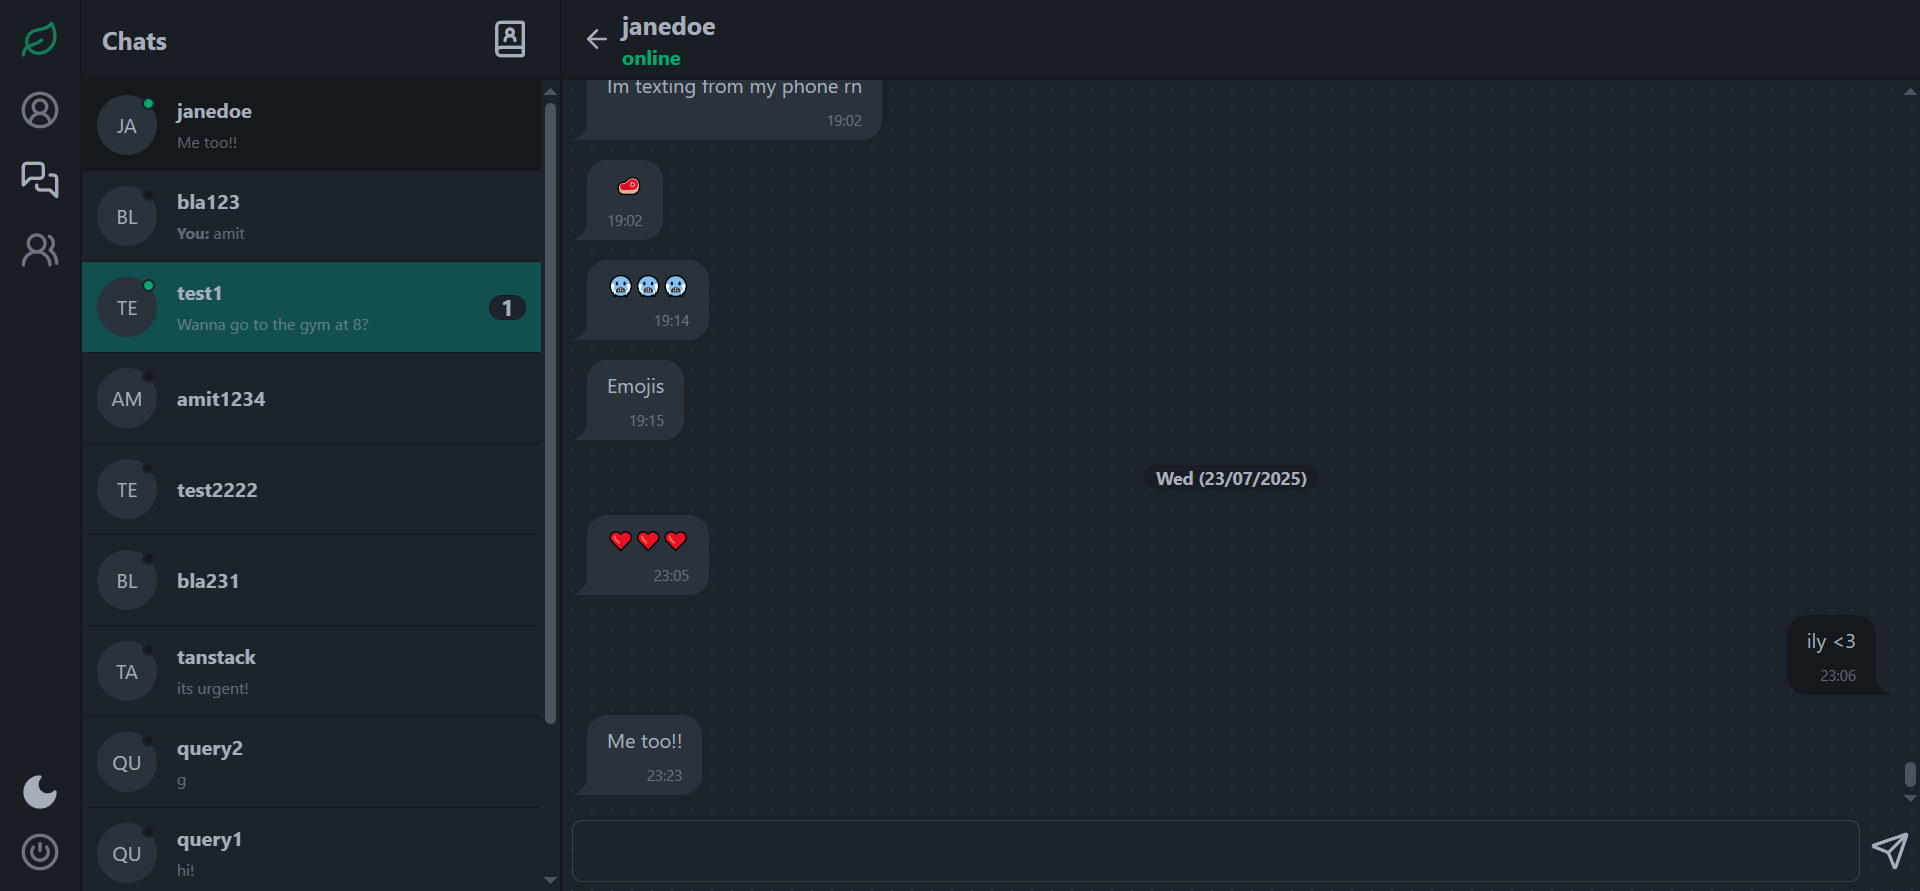 Chats
JA
janedoe
Me too!!
BL
bla123
You: amit
TE
test1
Wanna go to the gym at 8?
1
AM
amit1234
TE
test2222
BL
bla231
TA
tanstack
its urgent!
QU
query2
g
QU
query1
hi!
janedoe
online
Im texting from my phone rn
19:02
🥩
19:02
🥶🥶🥶
19:14
Emojis
19:15
Wed (23/07/2025)
❤️❤️❤️
23:05
ily <3
23:06
Me too!!
23:23